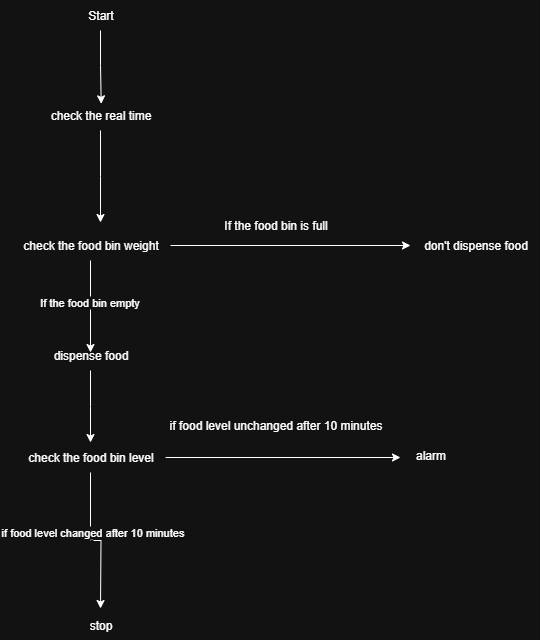 Start
check the real time
If the food bin is full
check the food bin weight
don't dispense food
If the food bin empty
dispense food
if food level unchanged after 10 minutes
check the food bin level
alarm
if food level changed after 10 minutes
stop